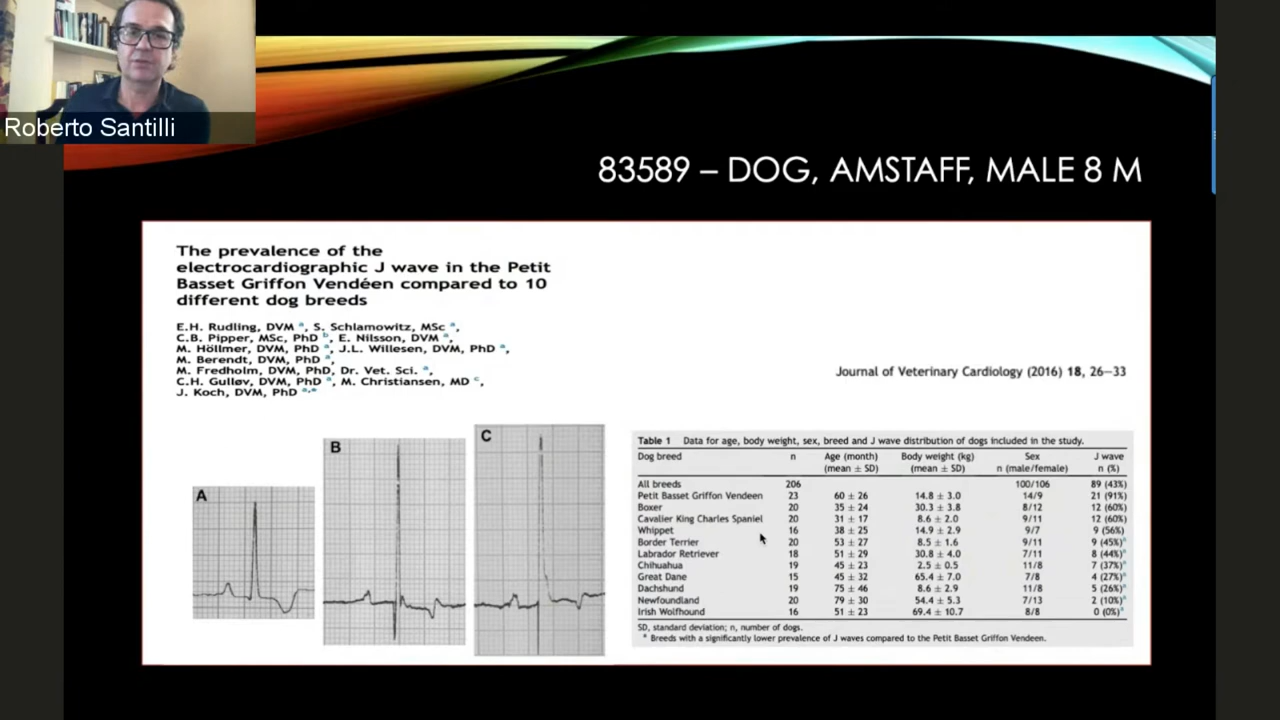 Roberto Santilli
83589 – DOG, AMSTAFF, MALE 8 M
The prevalence of the
electrocardiographic J wave in the Petit
Basset Griffon Vendéen compared to 10
different dog breeds
E.H. Rudling, DVM a, S. Schlamowitz, MSc a,
C.B. Pipper, MSc, PhD b, E. Nilsson, DVM a,
M. Höllmer, DVM, PhD a, J.L. Willesen, DVM, PhD a,
M. Berendt, DVM, PhD a,
M. Fredholm, DVM, PhD, Dr. Vet. Sci. a,
C.H. Gulløv, DVM, PhD a, M. Christiansen, MD c,
J. Koch, DVM, PhD a,*
Journal of Veterinary Cardiology (2016) 18, 26–33
A
B
C
Table 1 Data for age, body weight, sex, breed and J wave distribution of dogs included in the study.
Dog breed n Age (month) Body weight (kg) Sex J wave
(mean ± SD) (mean ± SD) n (male/female) n (%)
All breeds 206 100/106 89 (43%)
Petit Basset Griffon Vendeen 23 60 ± 26 14.8 ± 3.0 14/9 21 (91%)
Boxer 20 35 ± 24 30.3 ± 3.8 8/12 12 (60%)
Cavalier King Charles Spaniel 20 31 ± 17 8.6 ± 2.0 9/11 12 (60%)
Whippet 16 38 ± 25 14.9 ± 2.9 9/7 9 (56%)
Border Terrier 20 53 ± 27 8.5 ± 1.6 9/11 9 (45%)*
Labrador Retriever 18 51 ± 29 30.8 ± 4.0 7/11 8 (44%)*
Chihuahua 19 45 ± 23 2.5 ± 0.5 11/8 7 (37%)*
Great Dane 15 45 ± 32 65.4 ± 7.0 7/8 4 (27%)*
Dachshund 19 75 ± 46 8.6 ± 2.9 11/8 5 (26%)*
Newfoundland 20 79 ± 30 54.4 ± 5.3 7/13 2 (10%)*
Irish Wolfhound 16 51 ± 23 69.4 ± 10.7 8/8 0 (0%)*
SD, standard deviation; n, number of dogs.
* Breeds with a significantly lower prevalence of J waves compared to the Petit Basset Griffon Vendeen.